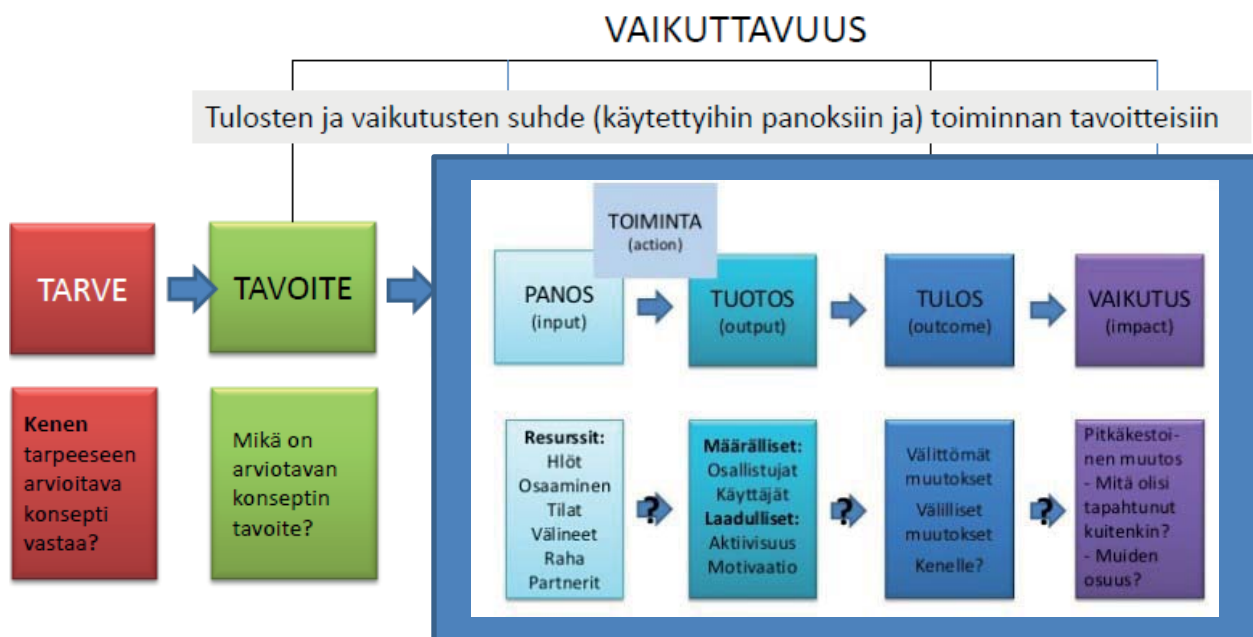 VAIKUTTAVUUS
Tulosten ja vaikutusten suhde (käytettyihin panoksiin ja) toiminnan tavoitteisiin
TARVE
TAVOITE
TOIMINTA
(action)
PANOS
(input)
TUOTOS
(output)
TULOS
(outcome)
VAIKUTUS
(impact)
Kenen
tarpeeseen
arvioitava
konsepti
vastaa?
Mikä on
arviotavan
konseptin
tavoite?
Resurssit:
Hlöt
Osaaminen
Tilat
Välineet
Raha
Partnerit
?
Määrälliset:
Osallistujat
Käyttäjät
Laadulliset:
Aktiivisuus
Motivaatio
?
Välittömät
muutokset
Välilliset
muutokset
Kenelle?
?
Pitkäkestoi-
nen muutos
- Mitä olisi
tapahtunut
kuitenkin?
- Muiden
osuus?